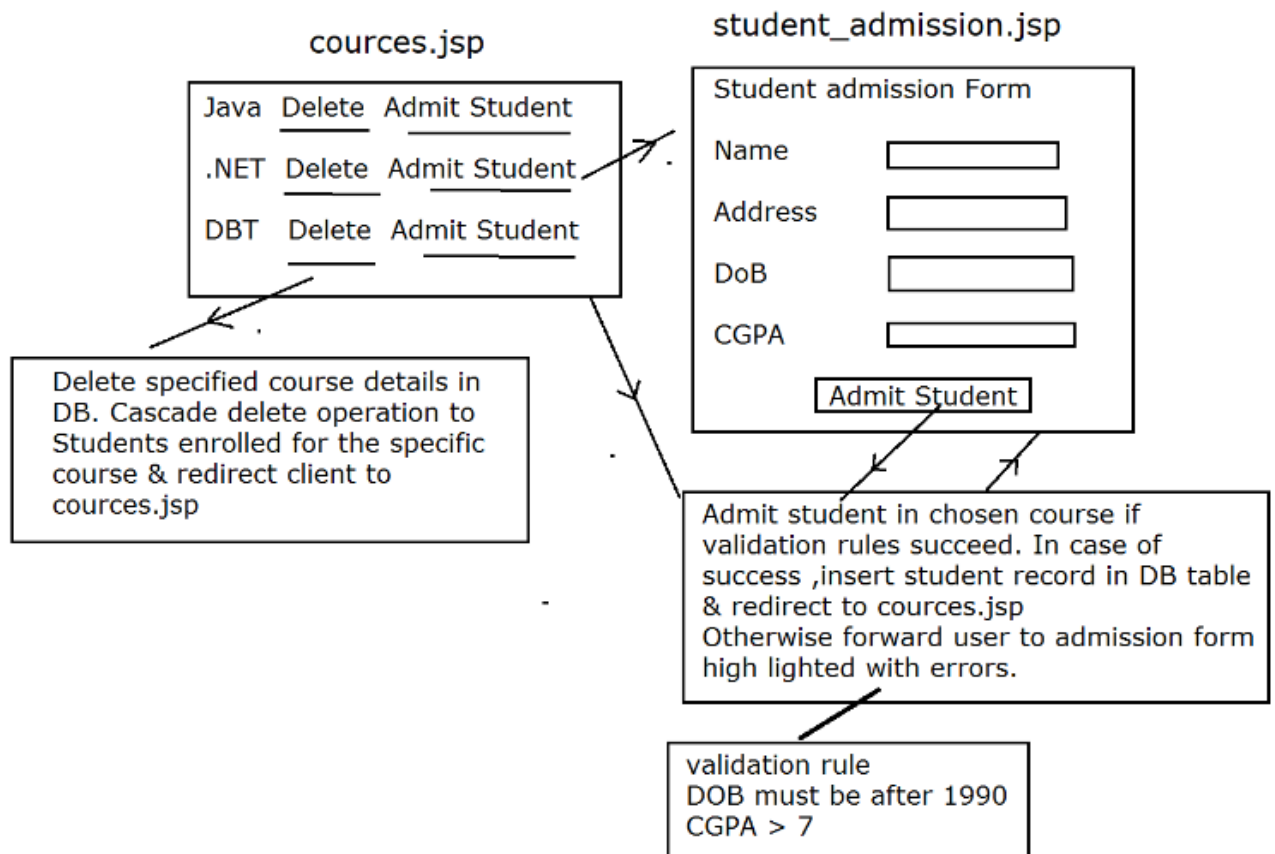 cources.jsp
Java Delete Admit Student
.NET Delete Admit Student
DBT Delete Admit Student
Delete specified course details in
DB. Cascade delete operation to
Students enrolled for the specific
course & redirect client to
cources.jsp
student_admission.jsp
Student admission Form
Name
Address
DoB
CGPA
Admit Student
Admit student in chosen course if
validation rules succeed. In case of
success ,insert student record in DB table
& redirect to cources.jsp
Otherwise forward user to admission form
high lighted with errors.
validation rule
DOB must be after 1990
CGPA > 7